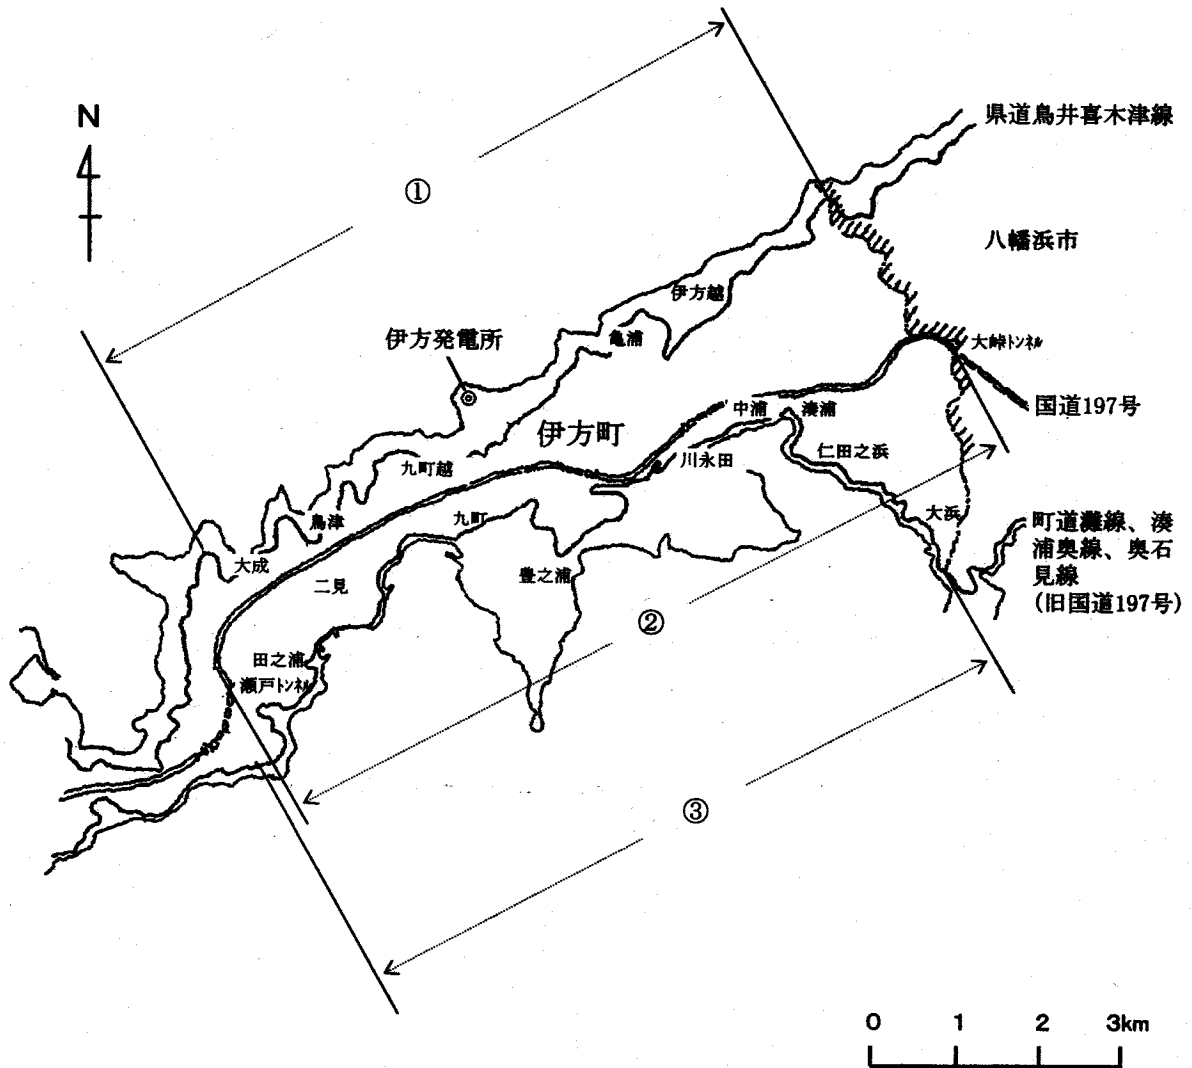 県道鳥井喜木津線
N
①
八幡浜市
伊方越
伊方発電所
亀浦
大峠トンネル
中浦
湊浦
国道197号
伊方町
川永田
仁田之浜
九町越
大浜
鳥津
九町
町道灘線、湊
浦奥線、奥石
見線
(旧国道197号)
大成
二見
豊之浦
②
田之浦
瀬戸トンネル
③
0 1 2 3km